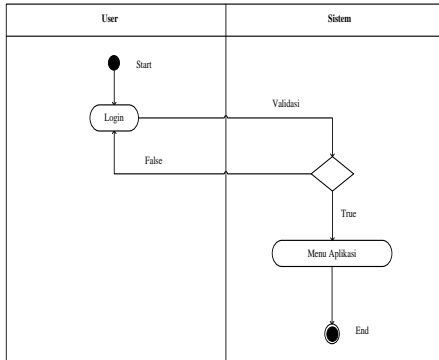 User
Sistem
Start
Login
Validasi
False
True
Menu Aplikasi
End